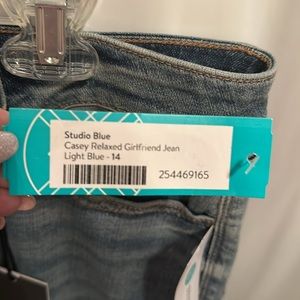 Studio Blue
Casey Relaxed Girlfriend Jean
Light Blue - 14
254469165